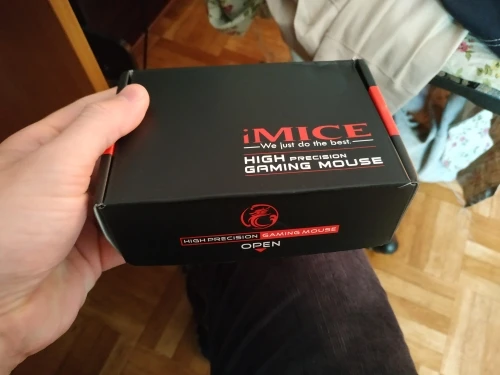 iMICE
We just do the best.
HIGH PRECISION
GAMING MOUSE
HIGH PRECISION GAMING MOUSE
OPEN